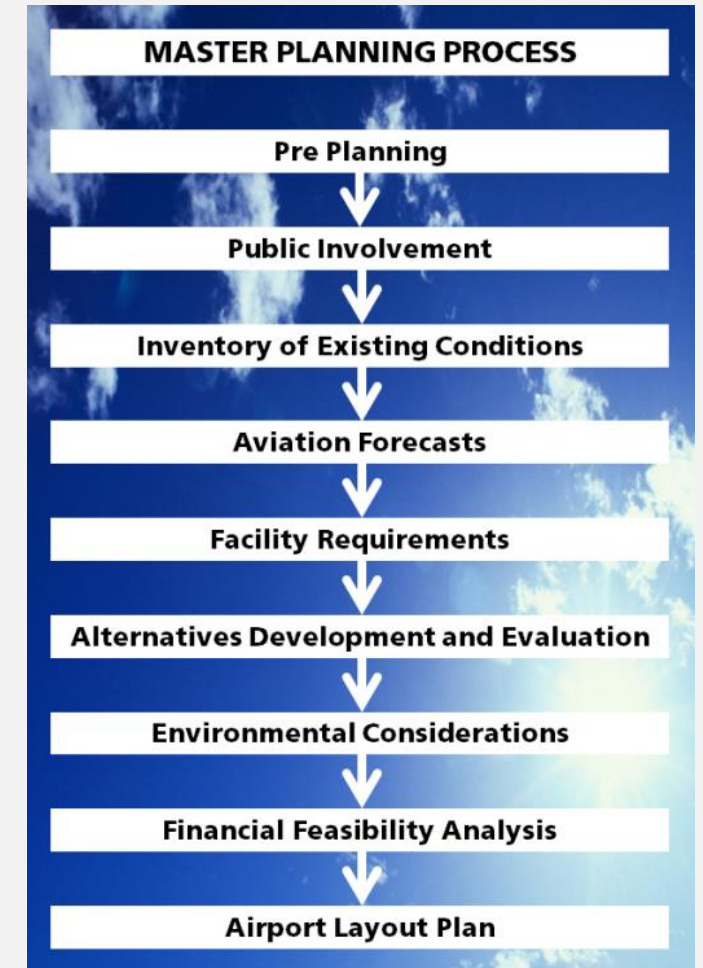 MASTER PLANNING PROCESS
Pre Planning
Public Involvement
Inventory of Existing Conditions
Aviation Forecasts
Facility Requirements
Alternatives Development and Evaluation
Environmental Considerations
Financial Feasibility Analysis
Airport Layout Plan